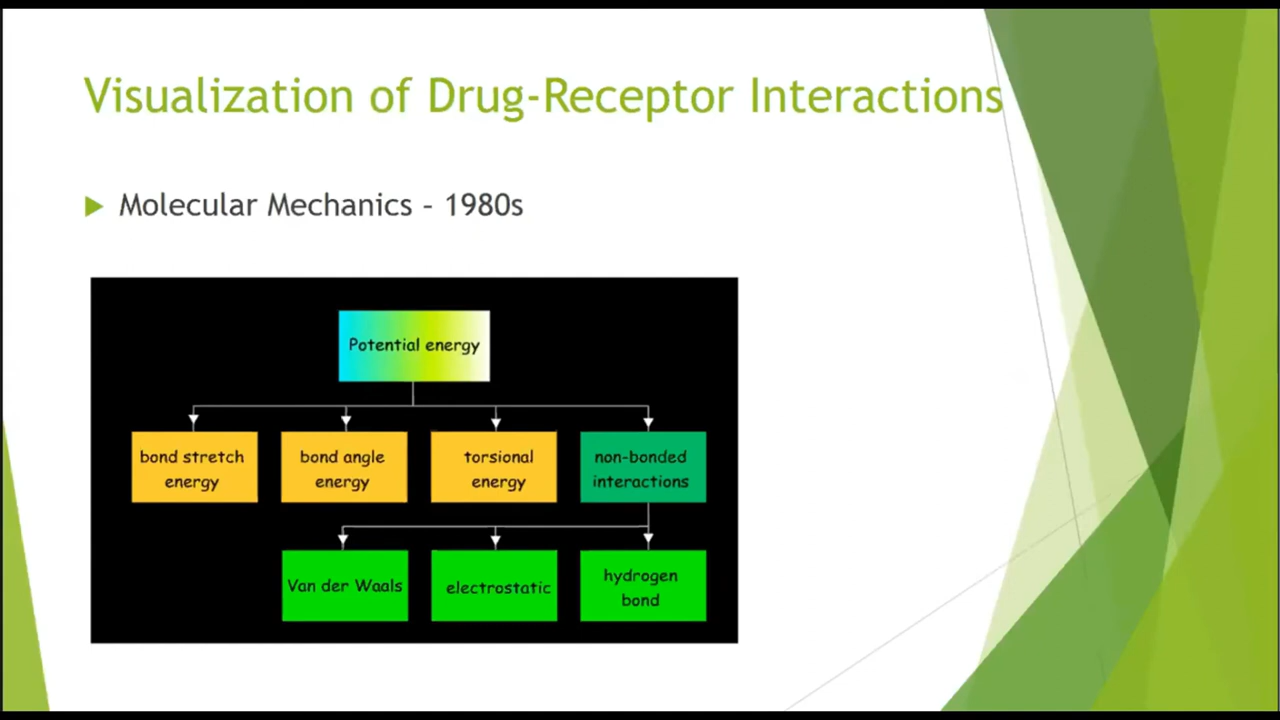 Visualization of Drug-Receptor Interactions
Molecular Mechanics – 1980s
Potential energy
bond stretch
energy
bond angle
energy
torsional
energy
non-bonded
interactions
Van der Waals
electrostatic
hydrogen
bond